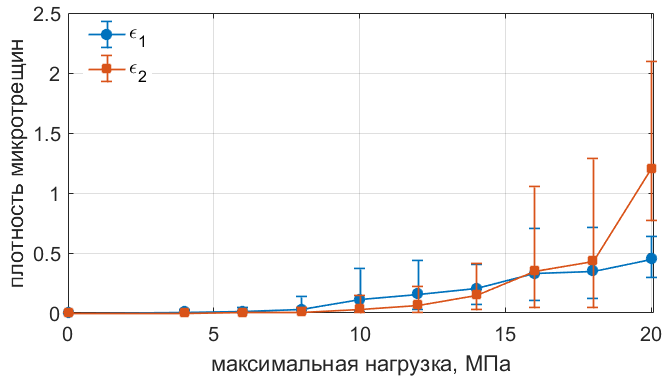 2.5
2
1.5
1
0.5
0
плотность микротрещин
ϵ1
ϵ2
0 5 10 15 20
максимальная нагрузка, МПа